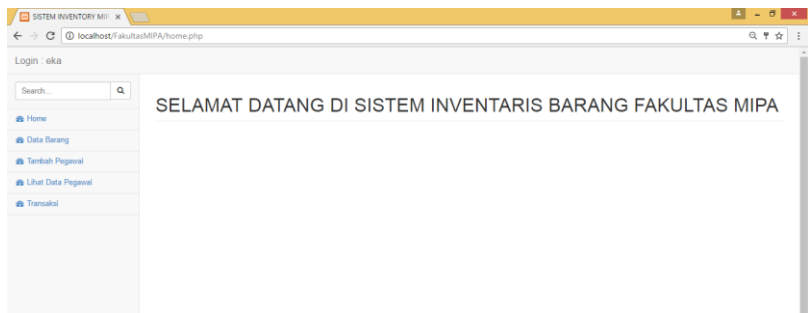 SISTEM INVENTORY MIP
localhost/FakultasMIPA/home.php
Login : eka
Search...
SELAMAT DATANG DI SISTEM INVENTARIS BARANG FAKULTAS MIPA
Home
Data Barang
Tambah Pegawai
Lihat Data Pegawai
Transaksi